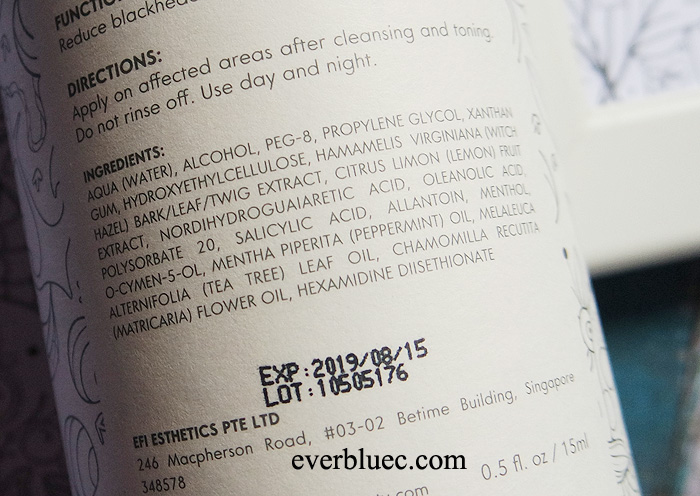 FUNCTION
Reduce blackhead
DIRECTIONS:
Apply on affected areas after cleansing and toning.
Do not rinse off. Use day and night.
INGREDIENTS:
AQUA (WATER), ALCOHOL, PEG-8, PROPYLENE GLYCOL, XANTHAN
GUM, HYDROXYETHYLCELLULOSE, HAMAMELIS VIRGINIANA (WITCH
HAZEL) BARK/LEAF/TWIG EXTRACT, CITRUS LIMON (LEMON) FRUIT
EXTRACT, NORDIHYDROGUAIARETIC ACID, OLEANOLIC ACID,
POLYSORBATE 20, SALICYLIC ACID, ALLANTOIN, MENTHOL,
O-CYMEN-5-OL, MENTHA PIPERITA (PEPPERMINT) OIL, MELALEUCA
ALTERNIFOLIA (TEA TREE) LEAF OIL, CHAMOMILLA RECUTITA
(MATRICARIA) FLOWER OIL, HEXAMIDINE DIISETHIONATE
EXP:2019/08/15
LOT:10505176
EFI ESTHETICS PTE LTD
246 Macpherson Road, #03-02 Betime Building, Singapore
348578
everbluec.com
0.5 fl. oz / 15ml